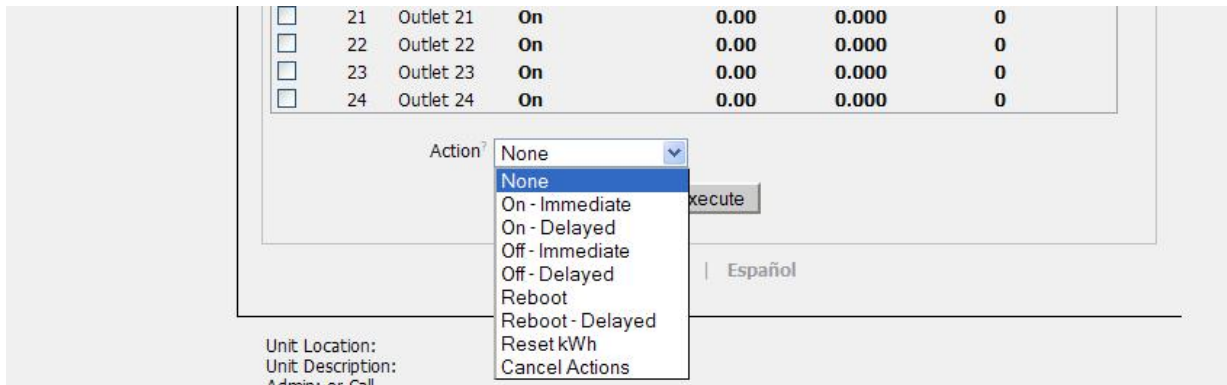 21 Outlet 21 On 0.00 0.000 0
22 Outlet 22 On 0.00 0.000 0
23 Outlet 23 On 0.00 0.000 0
24 Outlet 24 On 0.00 0.000 0
Action? None
None
On - Immediate
xecute
On - Delayed
Off - Immediate
Off - Delayed
| Español
Reboot
Reboot - Delayed
Reset kWh
Cancel Actions
Unit Location:
Unit Description:
Admin: or Call